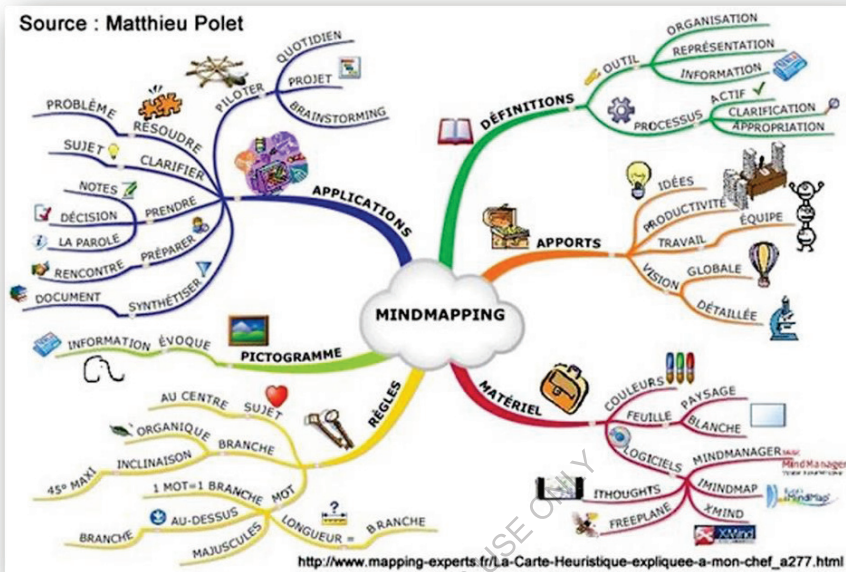 Source : Matthieu Polet
QUOTIDIEN
PILOTER
PROJET
BRAINSTORMING
PROBLÈME
RÉSOUDRE
SUJET
CLARIFIER
NOTES
DÉCISION
PRENDRE
LA PAROLE
RENCONTRE
PRÉPARER
DOCUMENT
SYNTHÉTISER
APPLICATIONS
DÉFINITIONS
OUTIL
ORGANISATION
REPRÉSENTATION
INFORMATION
PROCESSUS
ACTIF
CLARIFICATION
APPROPRIATION
APPORTS
IDÉES
PRODUCTIVITÉ
TRAVAIL
ÉQUIPE
VISION
GLOBALE
DÉTAILLÉE
MINDMAPPING
INFORMATION
ÉVOQUE
PICTOGRAMME
RÈGLES
AU CENTRE
SUJET
ORGANIQUE
BRANCHE
INCLINAISON
45° MAXI
1 MOT=1 BRANCHE
MOT
BRANCHE
AU-DESSUS
MAJUSCULES
LONGUEUR =
BRANCHE
?
MATÉRIEL
COULEURS
FEUILLE
PAYSAGE
BLANCHE
LOGICIELS
MINDMANAGER
MindManager
IMINDMAP
iMindMap
XMIND
XMind
ITHOUGHTS
FREEPLANE
USE ONLY
http://www.mapping-experts.fr/La-Carte-Heuristique-expliquee-a-mon-chef_a277.html